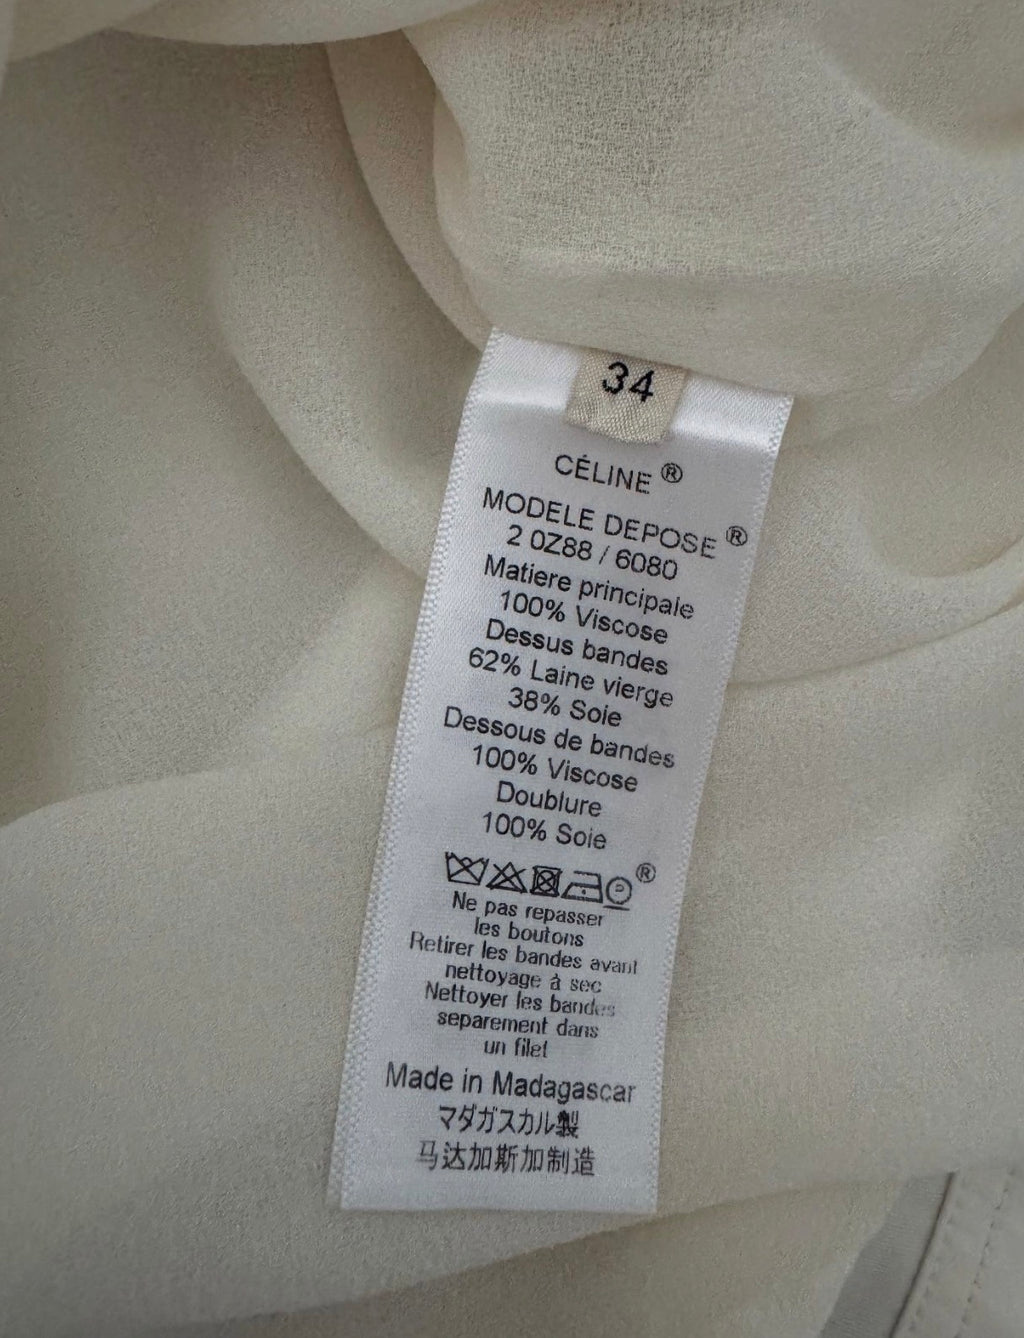 34
CÉLINE ®
MODELE DEPOSE ®
2 0Z88 / 6080
Matiere principale
100% Viscose
Dessus bandes
62% Laine vierge
38% Soie
Dessous de bandes
100% Viscose
Doublure
100% Soie
P ®
Ne pas repasser
les boutons
Retirer les bandes avant
nettoyage à sec
Nettoyer les bandes
separement dans
un filet
Made in Madagascar
マダガスカル製
马达加斯加制造